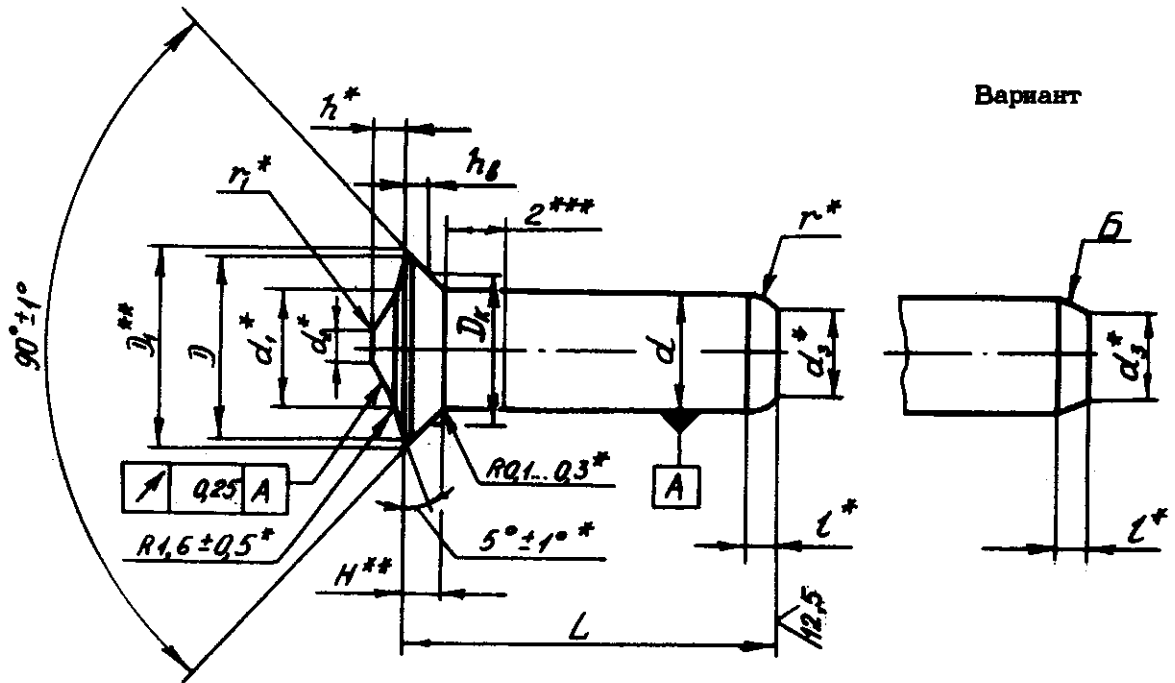 Вариант
h*
r₁*
h_в
2***
r*
Б
90°±1°
D₁**
D
d₁*
d₂*
D_к
d
d₃*
d₃*
0,25 А
R0,1...0,3*
А
R1,6±0,5*
5°±1°*
l*
l*
H**
L
12,5